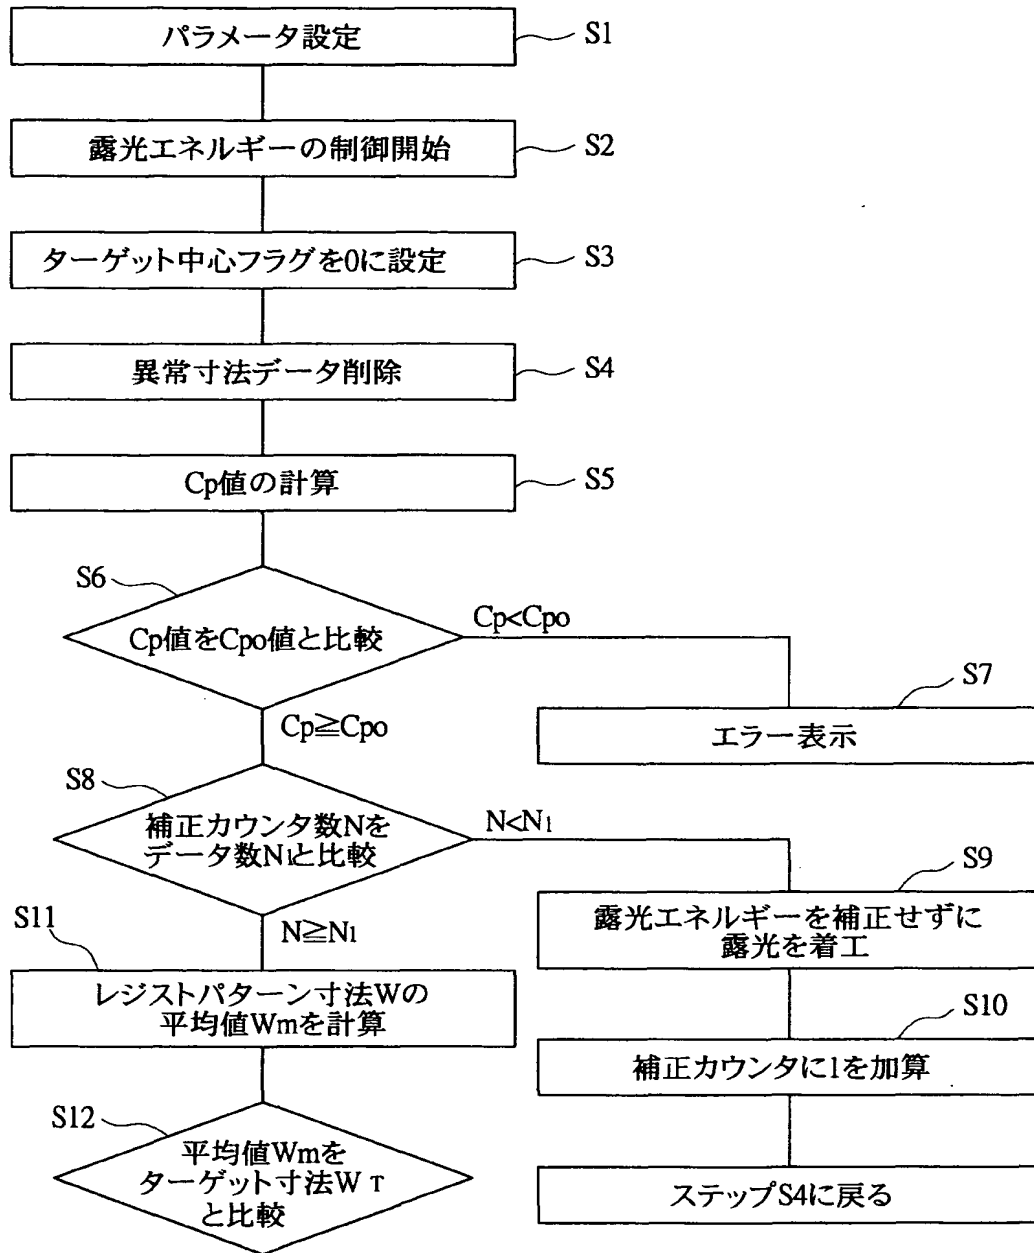 パラメータ設定
S1
露光エネルギーの制御開始
S2
ターゲット中心フラグを0に設定
S3
異常寸法データ削除
S4
Cp値の計算
S5
S6
Cp値をCpo値と比較
Cp<Cpo
S7
エラー表示
Cp≧Cpo
S8
補正カウンタ数Nを
データ数N1と比較
N<N1
S9
露光エネルギーを補正せずに
露光を着工
N≧N1
S11
レジストパターン寸法Wの
平均値Wmを計算
S10
補正カウンタに1を加算
S12
平均値Wmを
ターゲット寸法WT
と比較
ステップS4に戻る